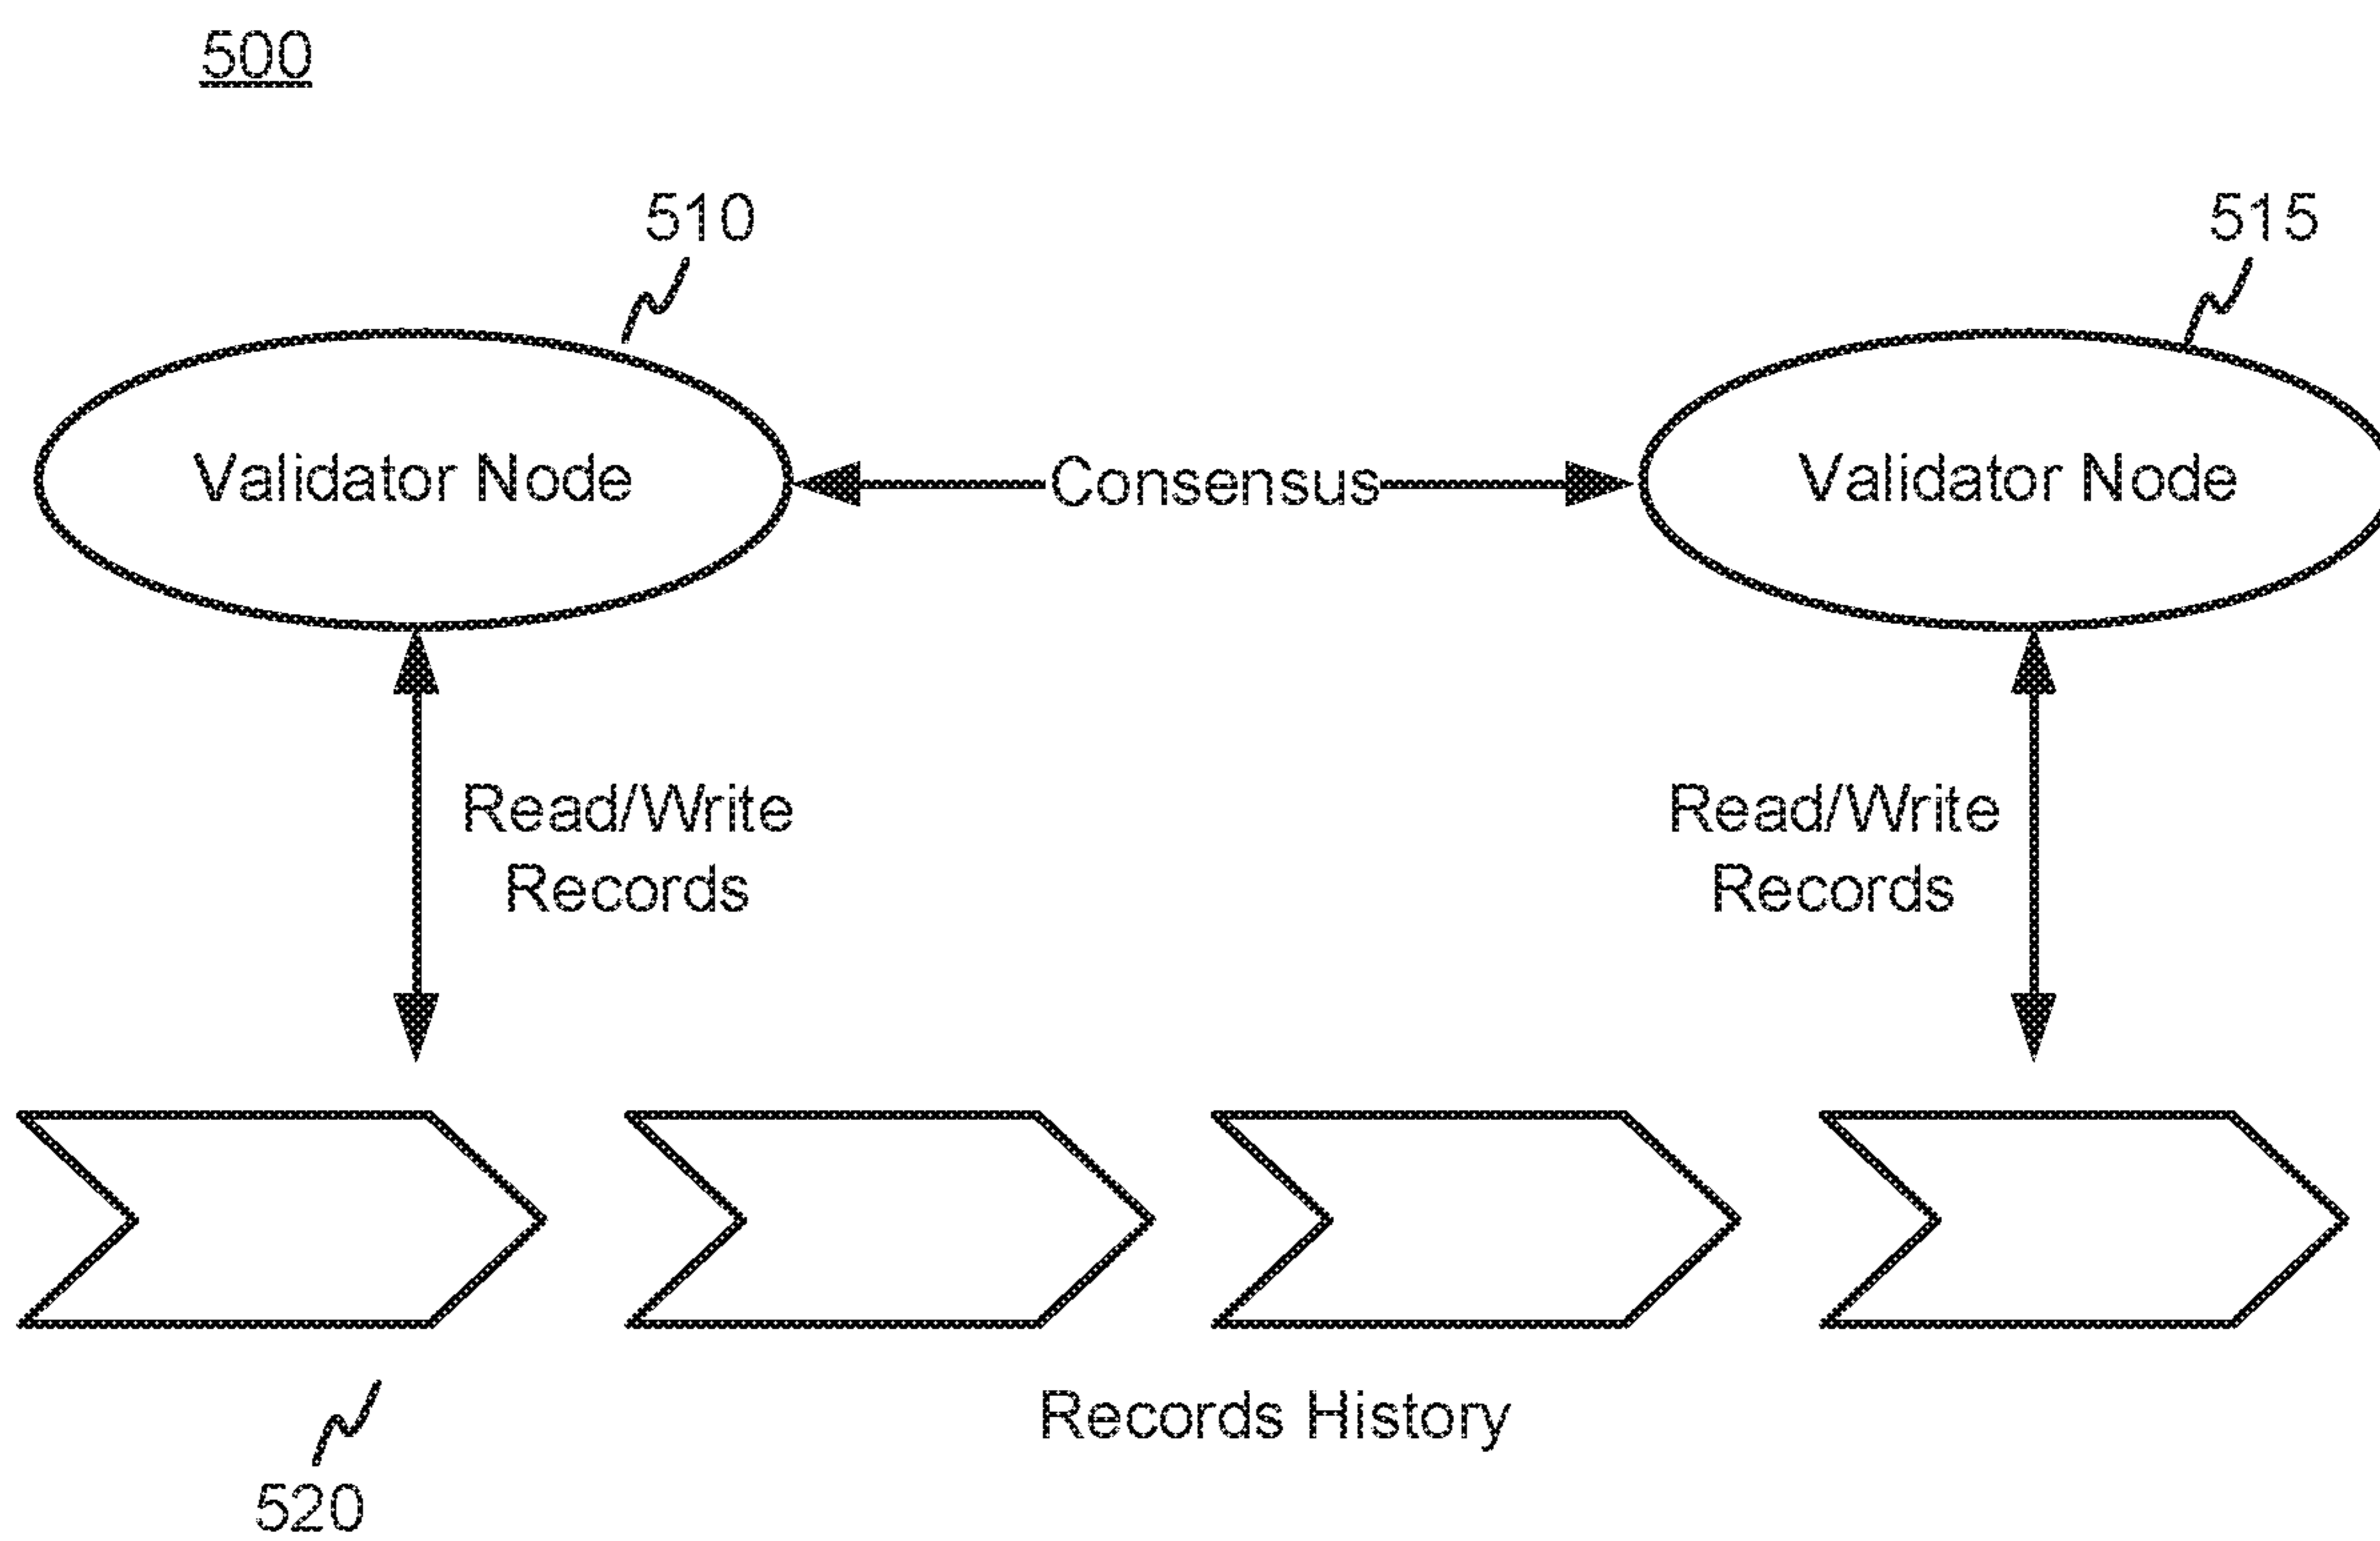 500
510
515
Validator Node
Consensus
Validator Node
Read/Write
Records
Read/Write
Records
Records History
520